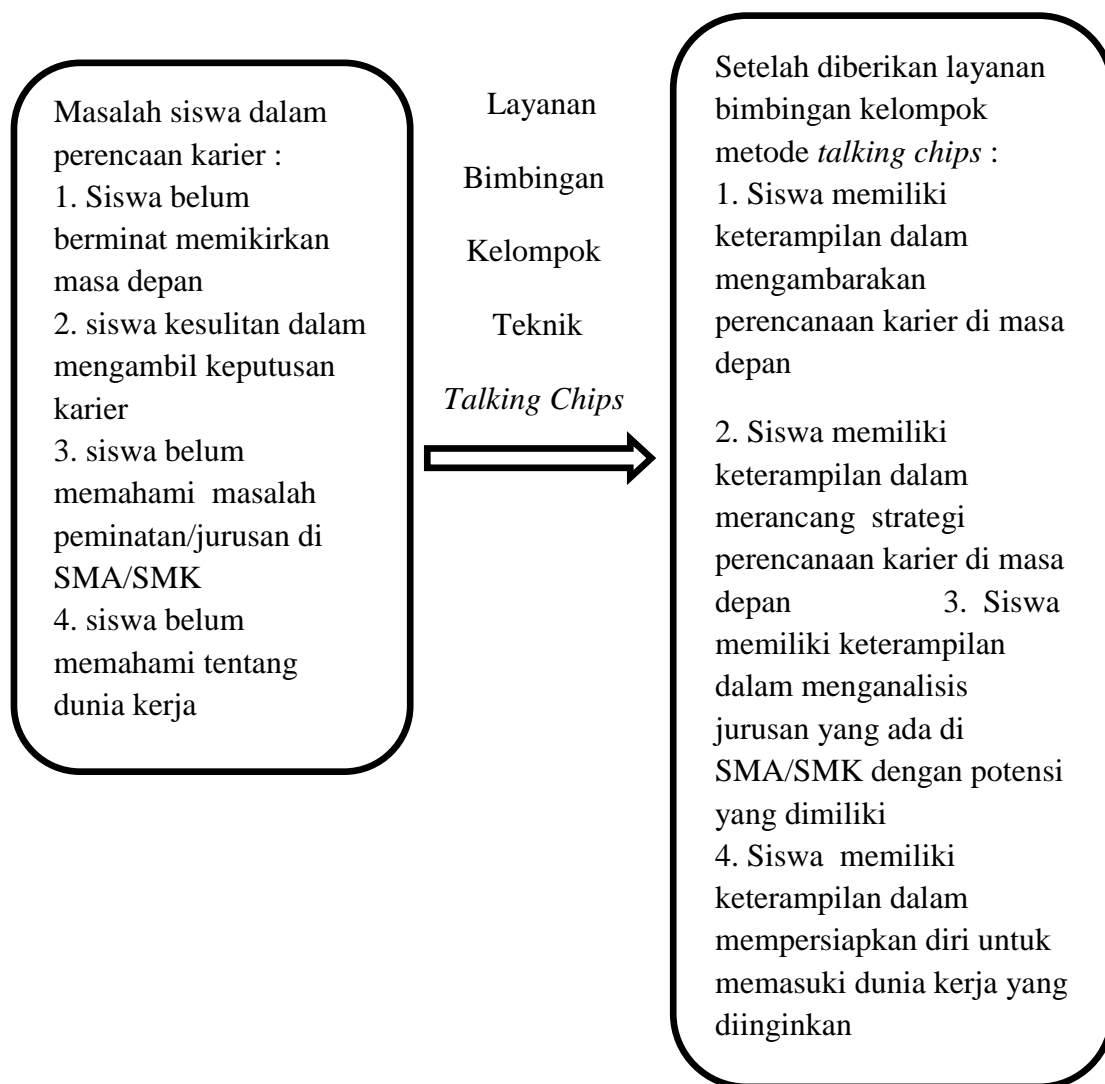 Masalah siswa dalam
perencaan karier :
1. Siswa belum
berminat memikirkan
masa depan
2. siswa kesulitan dalam
mengambil keputusan
karier
3. siswa belum
memahami  masalah
peminatan/jurusan di
SMA/SMK
4. siswa belum
memahami tentang
dunia kerja
Layanan
Bimbingan
Kelompok
Teknik
Talking Chips
Setelah diberikan layanan
bimbingan kelompok
metode talking chips :
1. Siswa memiliki
keterampilan dalam
mengambarakan
perencanaan karier di masa
depan
2. Siswa memiliki
keterampilan dalam
merancang  strategi
perencanaan karier di masa
depan 3.  Siswa
memiliki keterampilan
dalam menganalisis
jurusan yang ada di
SMA/SMK dengan potensi
yang dimiliki
4. Siswa  memiliki
keterampilan dalam
mempersiapkan diri untuk
memasuki dunia kerja yang
diinginkan